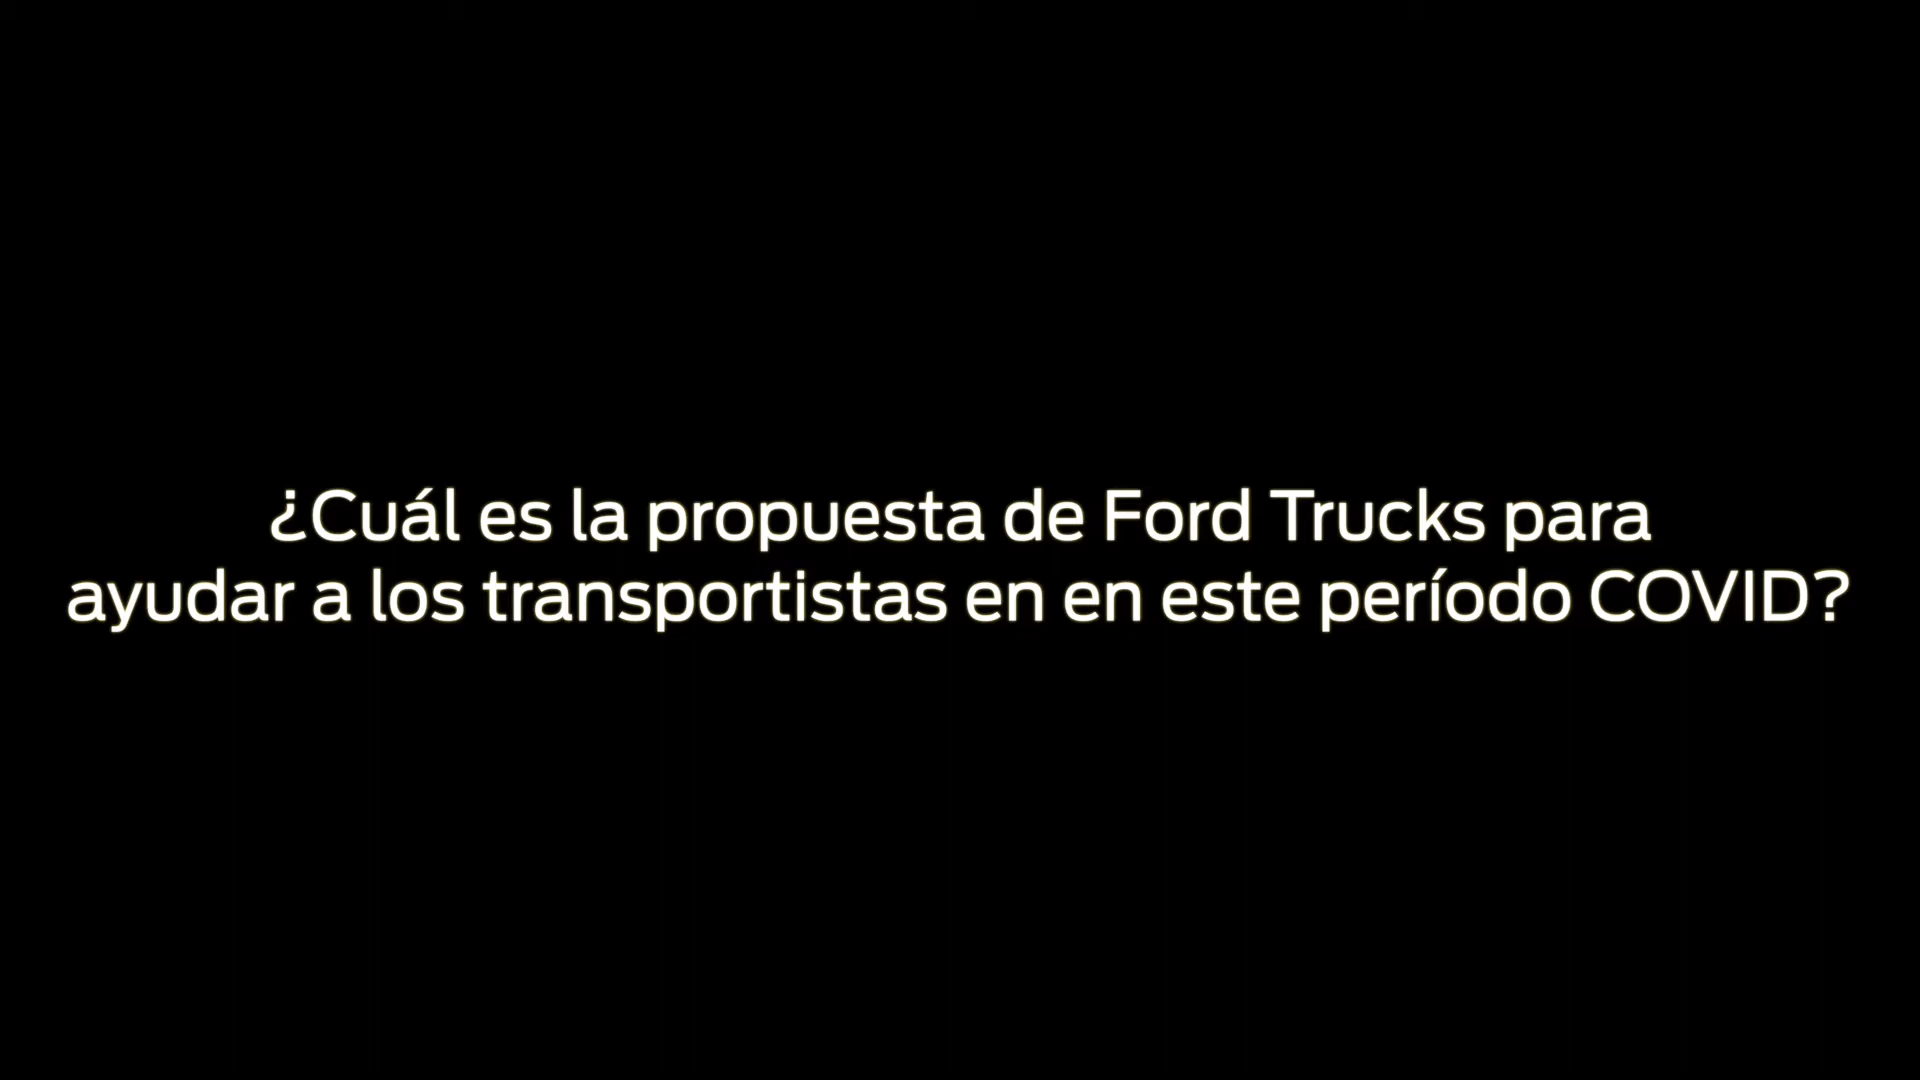 ¿Cuál es la propuesta de Ford Trucks para
ayudar a los transportistas en en este período COVID?